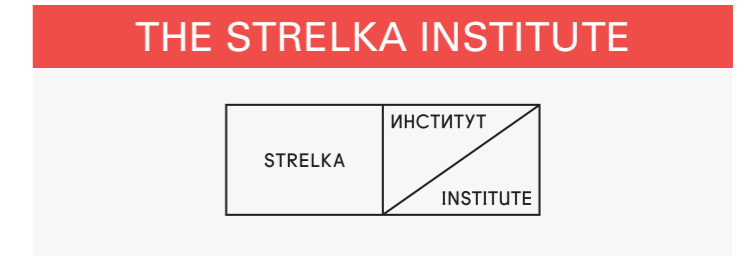 THE STRELKA INSTITUTE
STRELKA
ИНСТИТУТ
INSTITUTE